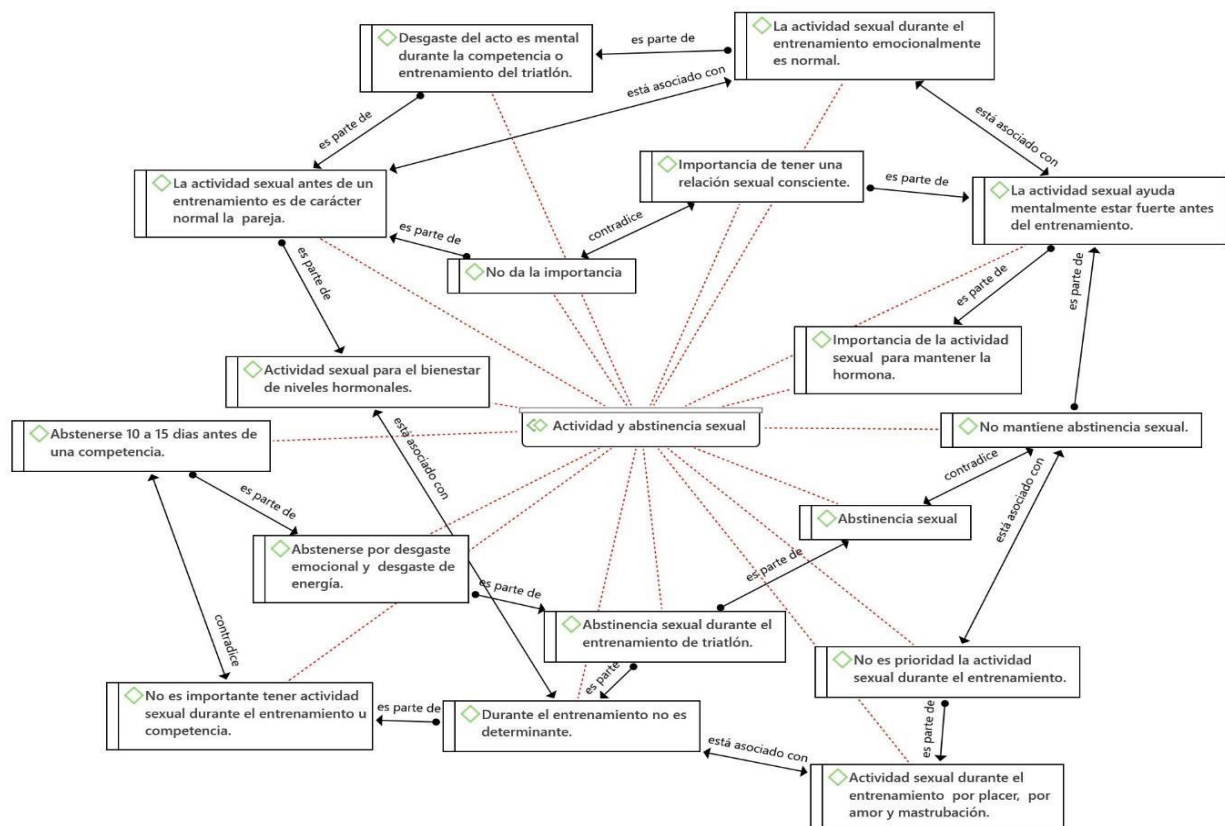 Desgaste del acto es mental
durante la competencia o
entrenamiento del triatlón.
es parte de
La actividad sexual durante el
entrenamiento emocionalmente
es normal.
está asociado con
es parte de
está asociado con
La actividad sexual antes de un
entrenamiento es de carácter
normal la pareja.
Importancia de tener una
relación sexual consciente.
es parte de
La actividad sexual ayuda
mentalmente estar fuerte antes
del entrenamiento.
contradice
es parte de
No da la importancia
es parte de
es parte de
es parte de
Importancia de la actividad
sexual para mantener la
hormona.
Actividad sexual para el bienestar
de niveles hormonales.
Actividad y abstinencia sexual
No mantiene abstinencia sexual.
Abstenerse 10 a 15 dias antes de
una competencia.
está asociado con
contradice
está asociado con
es parte de
Abstinencia sexual
Abstenerse por desgaste
emocional y desgaste de
energía.
es parte de
es parte de
Abstinencia sexual durante el
entrenamiento de triatlón.
contradice
No es prioridad la actividad
sexual durante el entrenamiento.
es parte
No es importante tener actividad
sexual durante el entrenamiento u
competencia.
es parte de
Durante el entrenamiento no es
determinante.
es parte de
está asociado con
Actividad sexual durante el
entrenamiento por placer, por
amor y mastrubación.